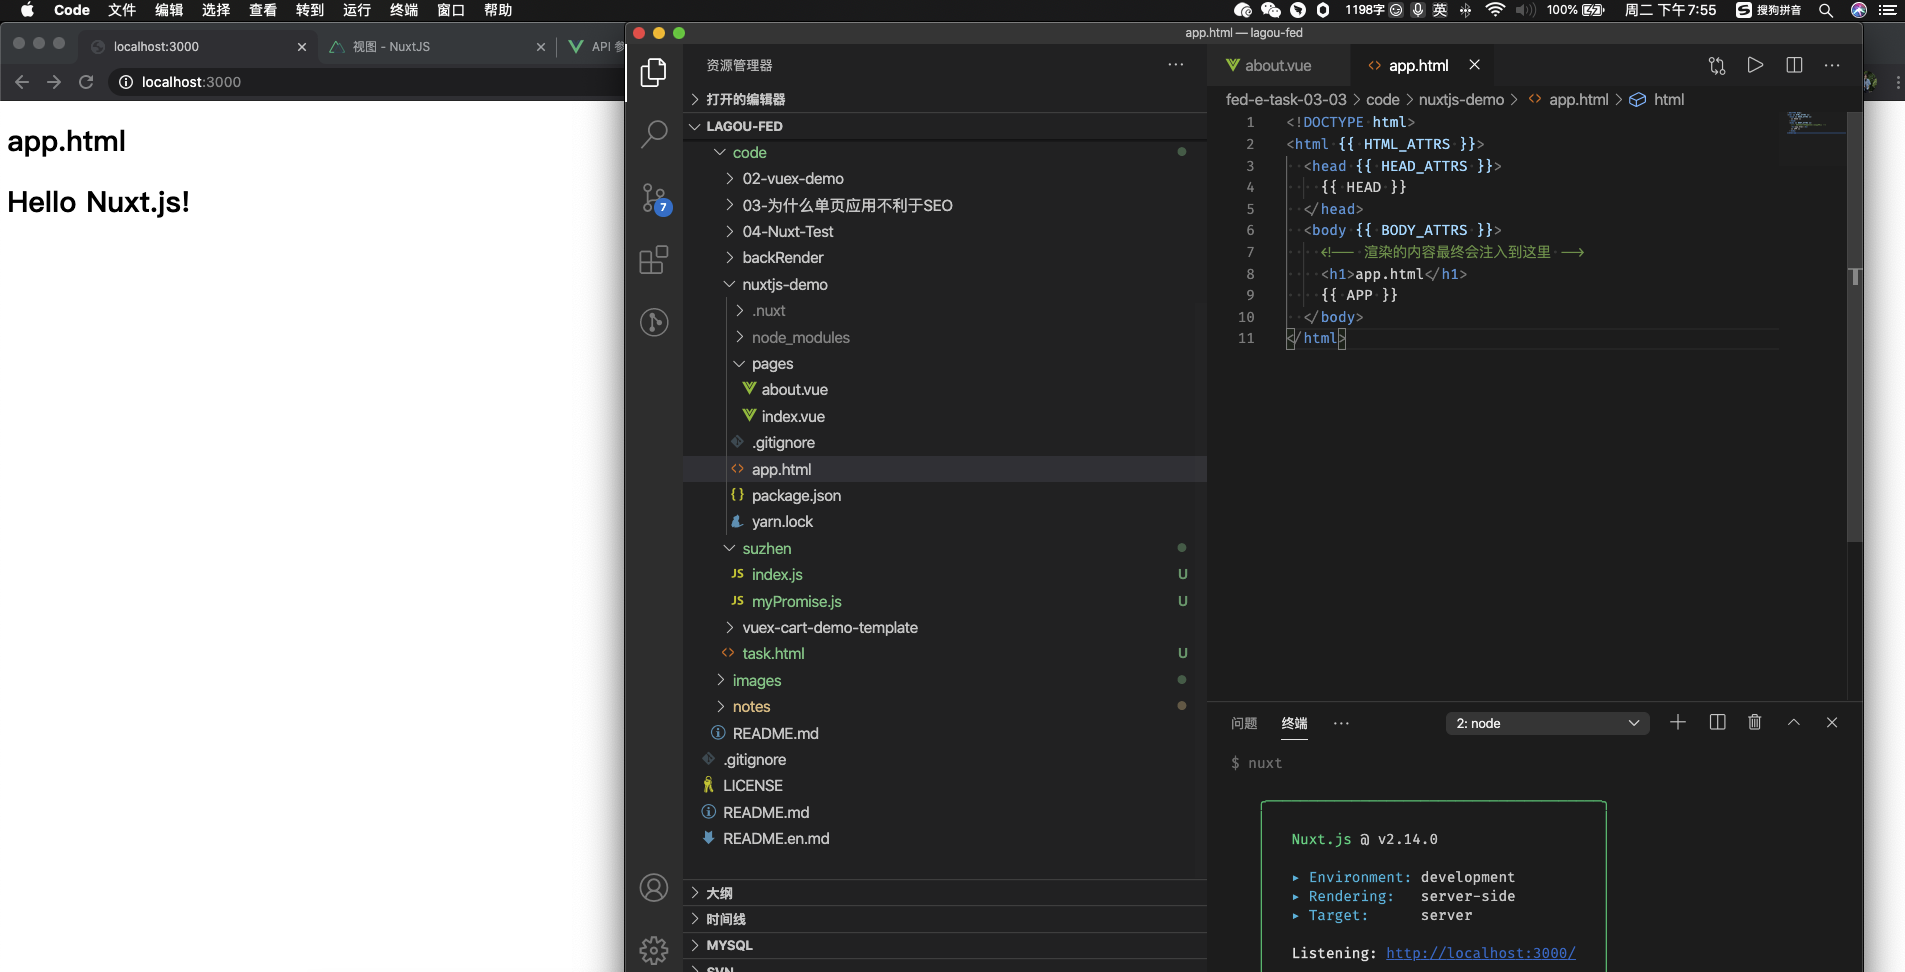 Code 文件 编辑 选择 查看 转到 运行 终端 窗口 帮助
1198字 英 100% 周二 下午7:55 搜狗拼音
localhost:3000
视图 - NuxtJS
API 参
localhost:3000
app.html
Hello Nuxt.js!
app.html — lagou-fed
资源管理器
打开的编辑器
LAGOU-FED
code
02-vuex-demo
03-为什么单页应用不利于SEO
04-Nuxt-Test
backRender
nuxtjs-demo
.nuxt
node_modules
pages
about.vue
index.vue
.gitignore
app.html
package.json
yarn.lock
suzhen
JS index.js U
JS myPromise.js U
vuex-cart-demo-template
task.html U
images
notes
README.md
.gitignore
LICENSE
README.md
README.en.md
大纲
时间线
MYSQL
SVN
7
about.vue
app.html
fed-e-task-03-03 > code > nuxtjs-demo > app.html > html
1 <!DOCTYPE html>
2 <html {{ HTML_ATTRS }}>
3 <head {{ HEAD_ATTRS }}>
4 {{ HEAD }}
5 </head>
6 <body {{ BODY_ATTRS }}>
7 <!-- 渲染的内容最终会注入到这里 -->
8 <h1>app.html</h1>
9 {{ APP }}
10 </body>
11 </html>
问题 终端 2: node
$ nuxt
Nuxt.js @ v2.14.0
▸ Environment: development
▸ Rendering: server-side
▸ Target: server
Listening: http://localhost:3000/